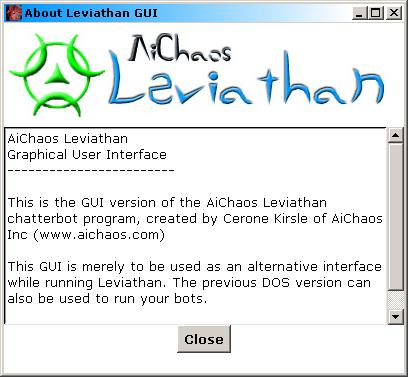 About Leviathan GUI
AiChaos
Leviathan
AiChaos Leviathan
Graphical User Interface
-------------------------
This is the GUI version of the AiChaos Leviathan
chatterbot program, created by Cerone Kirsle of AiChaos
Inc (www.aichaos.com)
This GUI is merely to be used as an alternative interface
while running Leviathan. The previous DOS version can
also be used to run your bots.
Close